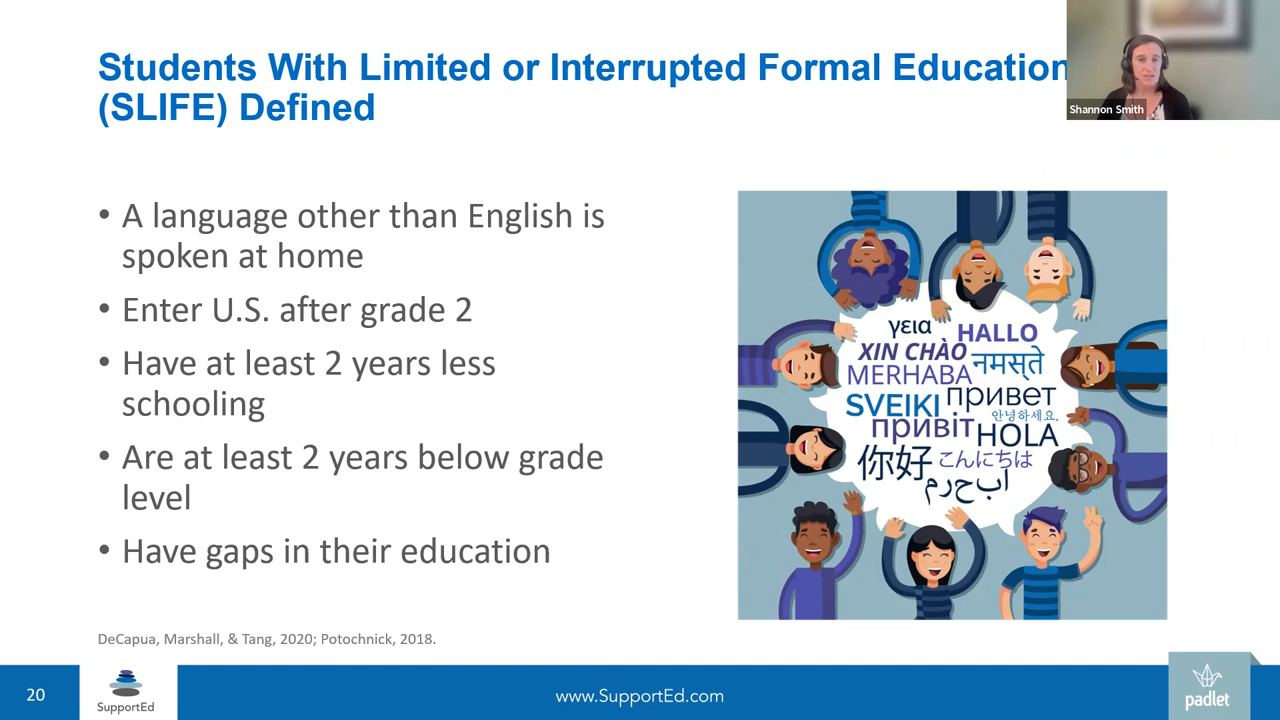 Students With Limited or Interrupted Formal Education
(SLIFE) Defined
Shannon Smith
• A language other than English is
spoken at home
• Enter U.S. after grade 2
• Have at least 2 years less
schooling
• Are at least 2 years below grade
level
• Have gaps in their education
γεια
HALLO
XIN CHÀO
नमस्ते
MERHABA
привет
SVEIKI
안녕하세요.
привіт
HOLA
你好
こんにちは
ابحرم
DeCapua, Marshall, & Tang, 2020; Potochnick, 2018.
20
SupportEd
www.SupportEd.com
padlet